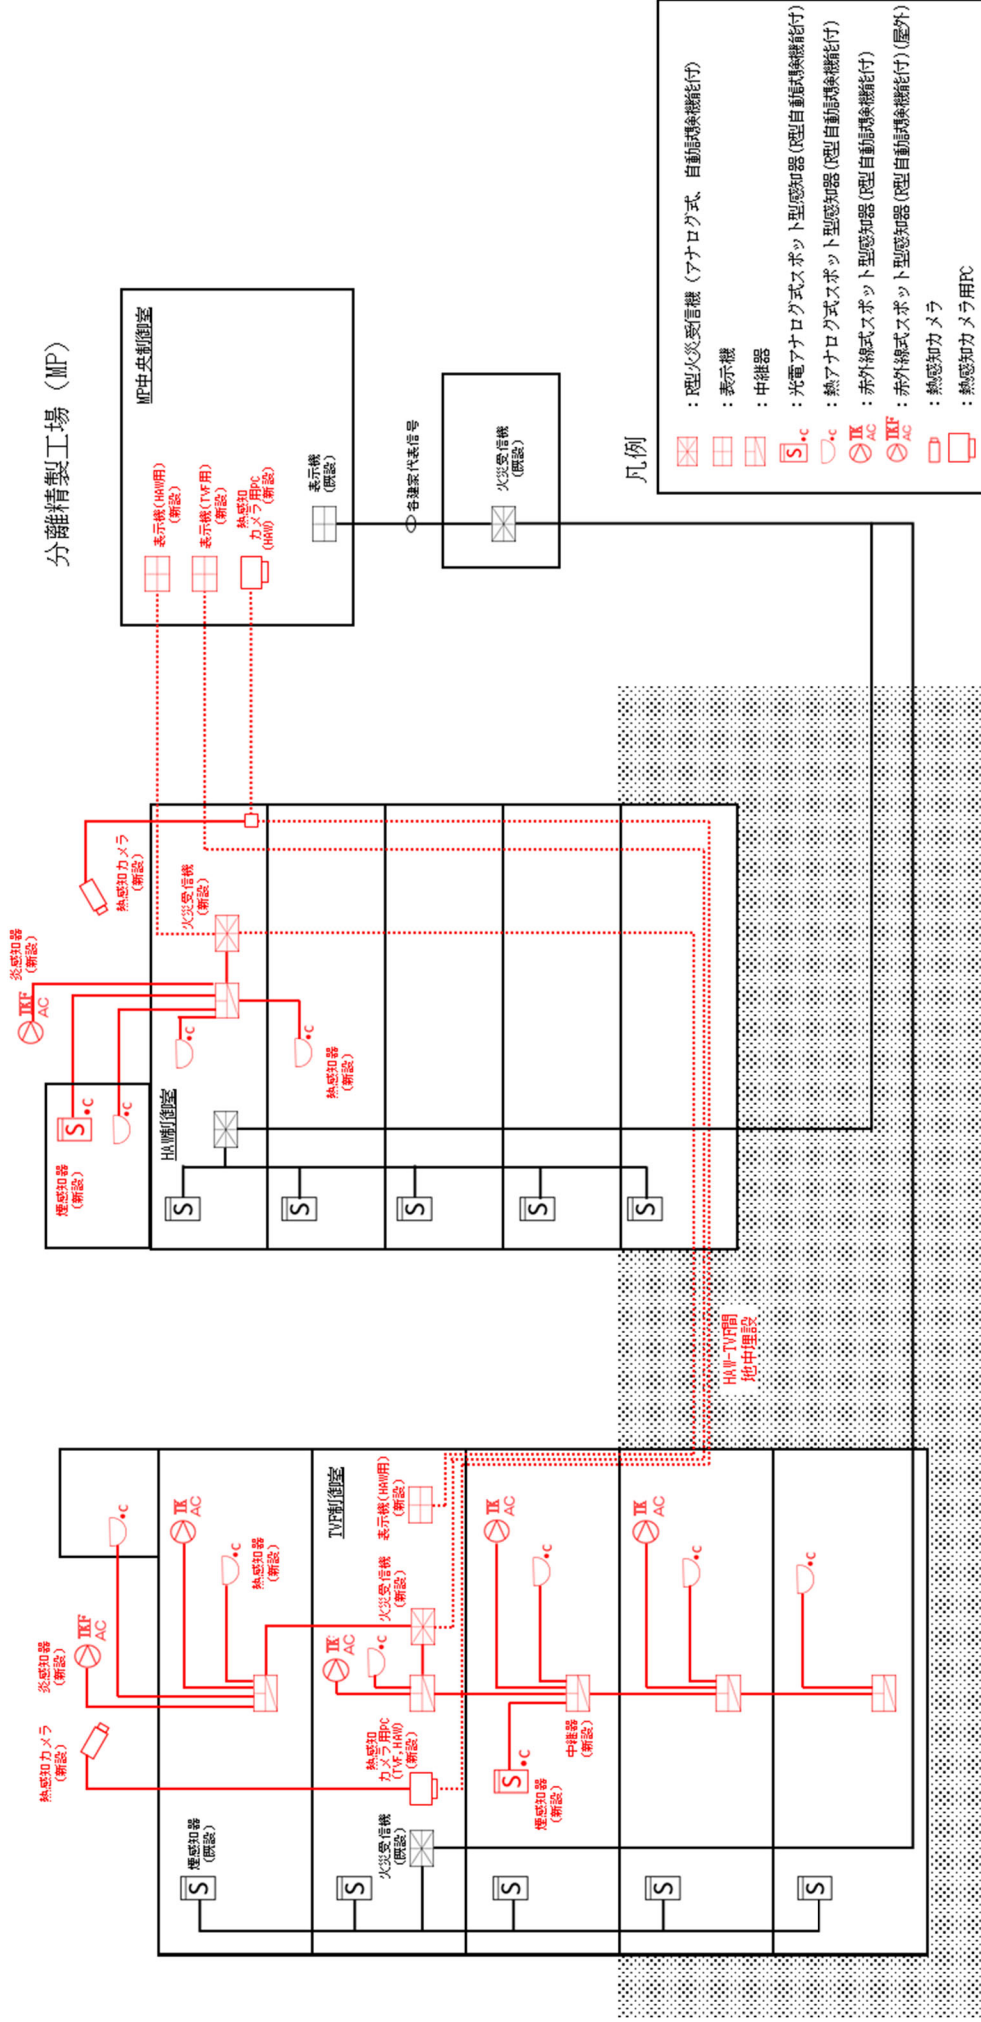 分離精製工場（MP）
MP中央制御室
表示機(HAW用)
(新設)
表示機(TVF用)
(新設)
熱感知
カメラ用PC
(HAW) (新設)
表示機
(既設)
各建家代表信号
火災受信機
(既設)
熱感知カメラ
(新設)
炎感知器
(新設)
IKF
AC
火災受信機
(新設)
煙感知器
(新設)
S
•C
•C
•C
•C
熱感知器
(新設)
HAW制御室
S
S
S
S
S
HAW-TVF間
地中埋設
熱感知カメラ
(新設)
炎感知器
(新設)
IKF
AC
•C
IK
AC
•C
熱感知器
(新設)
煙感知器
(既設)
S
TVF制御室
火災受信機
(既設)
熱感知
カメラ用PC
(TVF,HAW)
(新設)
IK
AC
•C
火災受信機
(新設)
表示機(HAW用)
(新設)
S
IK
AC
•C
中継器
(新設)
S
•C
煙感知器
(新設)
S
IK
AC
•C
S
•C
S
凡例
：R型火災受信機（アナログ式、自動試験機能付）
：表示機
：中継器
S •C ：光電アナログ式スポット型感知器(R型自動試験機能付)
•C ：熱アナログ式スポット型感知器(R型自動試験機能付)
IK AC ：赤外線式スポット型感知器(R型自動試験機能付)
IKF AC ：赤外線式スポット型感知器(R型自動試験機能付)(屋外)
：熱感知カメラ
：熱感知カメラ用PC